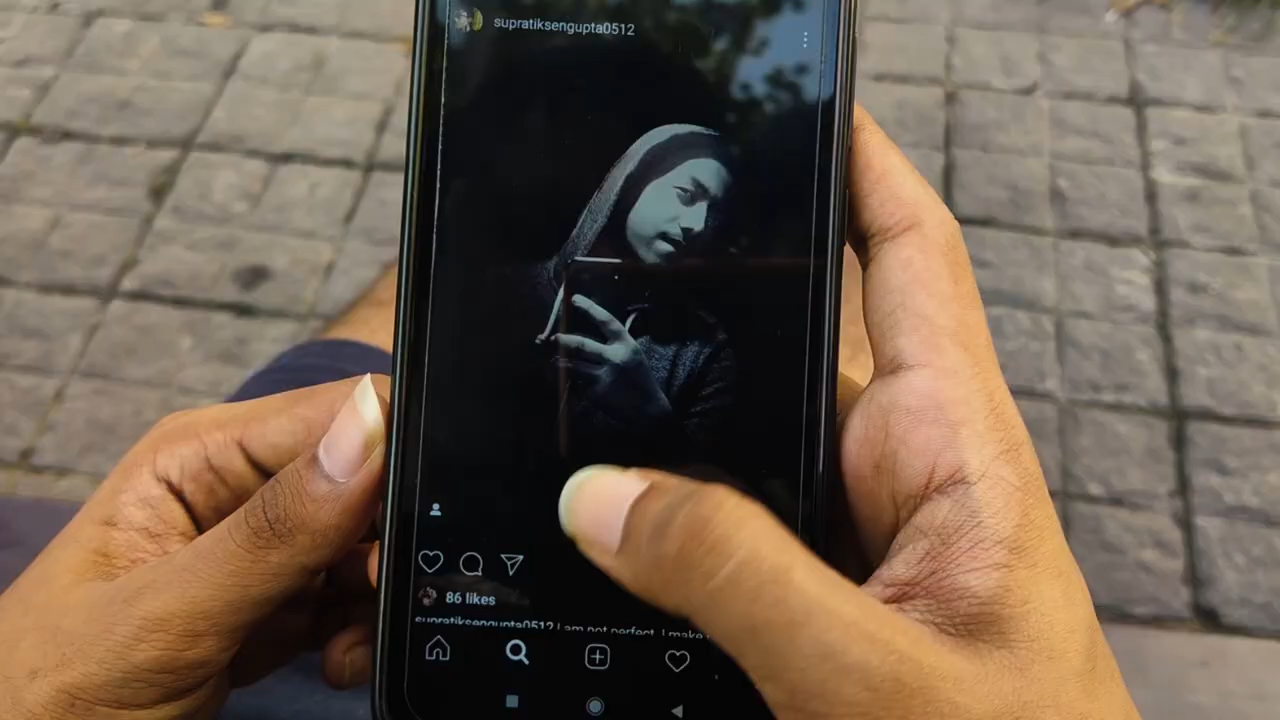 supratiksengupta0512
86 likes
supratiksengupta0512 I am not perfect. I make